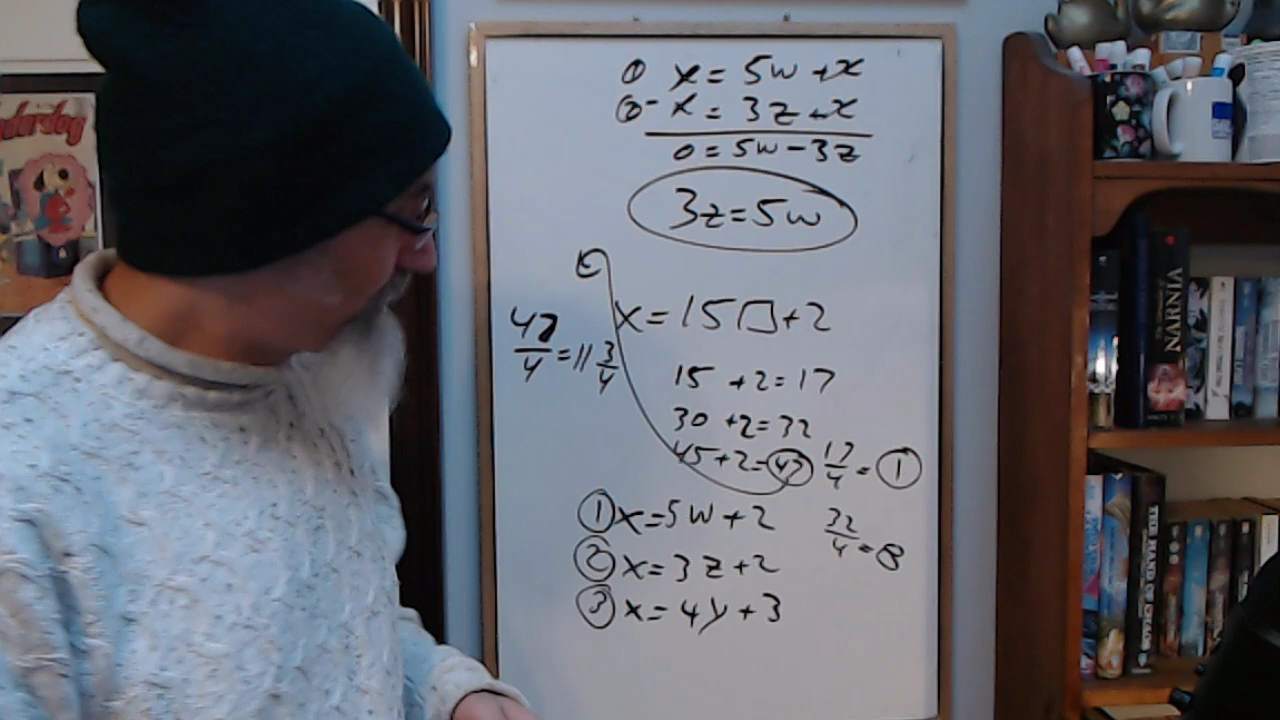 ① x = 5w + x
② - x = 3z + x
0 = 5w - 3z
3z = 5w
x = 15□ + 2
47/4 = 11 3/4
15 + 2 = 17
30 + 2 = 32
45 + 2 = 47
17/4 = 1
32/4 = 8
① x = 5w + 2
② x = 3z + 2
③ x = 4y + 3
NARNIA